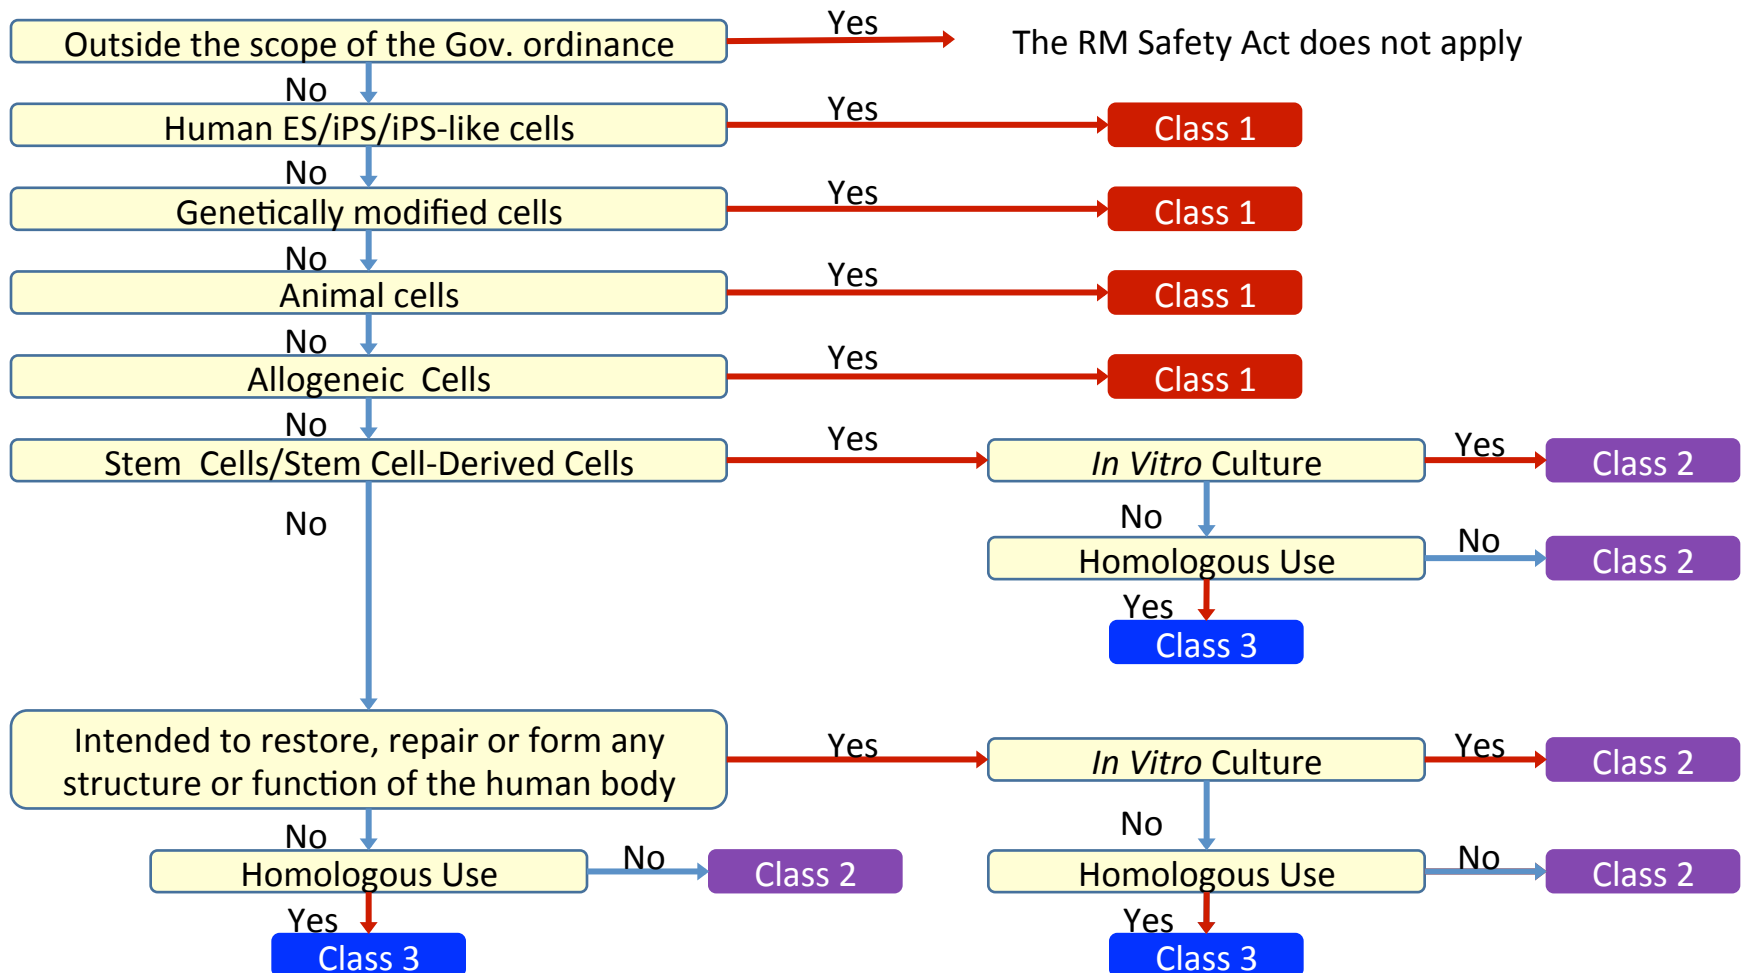 Outside the scope of the Gov. ordinance
Yes
The RM Safety Act does not apply
No
Human ES/iPS/iPS-like cells
Yes
Class 1
No
Genetically modified cells
Yes
Class 1
No
Animal cells
Yes
Class 1
No
Allogeneic Cells
Yes
Class 1
No
Stem Cells/Stem Cell-Derived Cells
Yes
In Vitro Culture
Yes
Class 2
No
No
Homologous Use
No
Class 2
Yes
Class 3
Intended to restore, repair or form any
structure or function of the human body
Yes
In Vitro Culture
Yes
Class 2
No
No
Homologous Use
No
Class 2
Homologous Use
No
Class 2
Yes
Class 3
Yes
Class 3